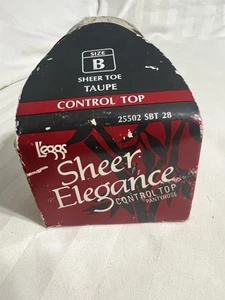 SIZE
B
SHEER TOE
TAUPE
CONTROL TOP
25502 SBT 28
L'eggs
Sheer
Elegance
CONTROL TOP
PANTYHOSE